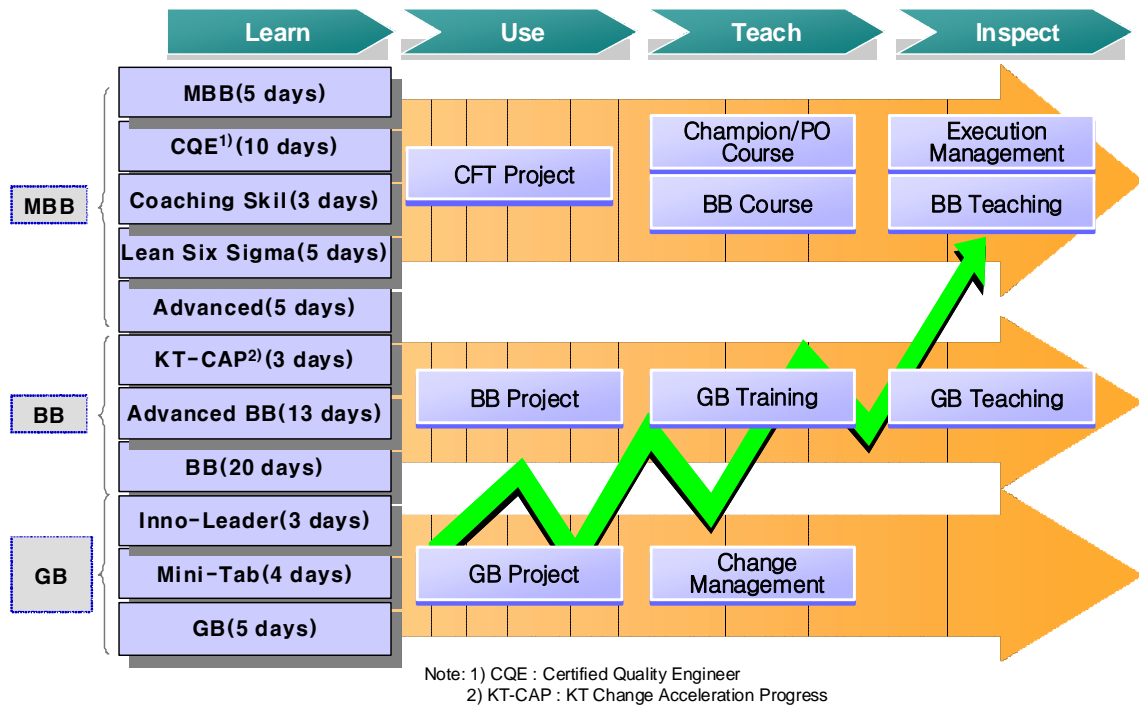 Learn
Use
Teach
Inspect
MBB
MBB(5 days)
CQE1)(10 days)
Coaching Skil(3 days)
Lean Six Sigma(5 days)
Advanced(5 days)
CFT Project
Champion/PO
Course
BB Course
Execution
Management
BB Teaching
BB
KT-CAP2)(3 days)
Advanced BB(13 days)
BB(20 days)
BB Project
GB Training
GB Teaching
GB
Inno-Leader(3 days)
Mini-Tab(4 days)
GB(5 days)
GB Project
Change
Management
Note: 1) CQE : Certified Quality Engineer
2) KT-CAP : KT Change Acceleration Progress